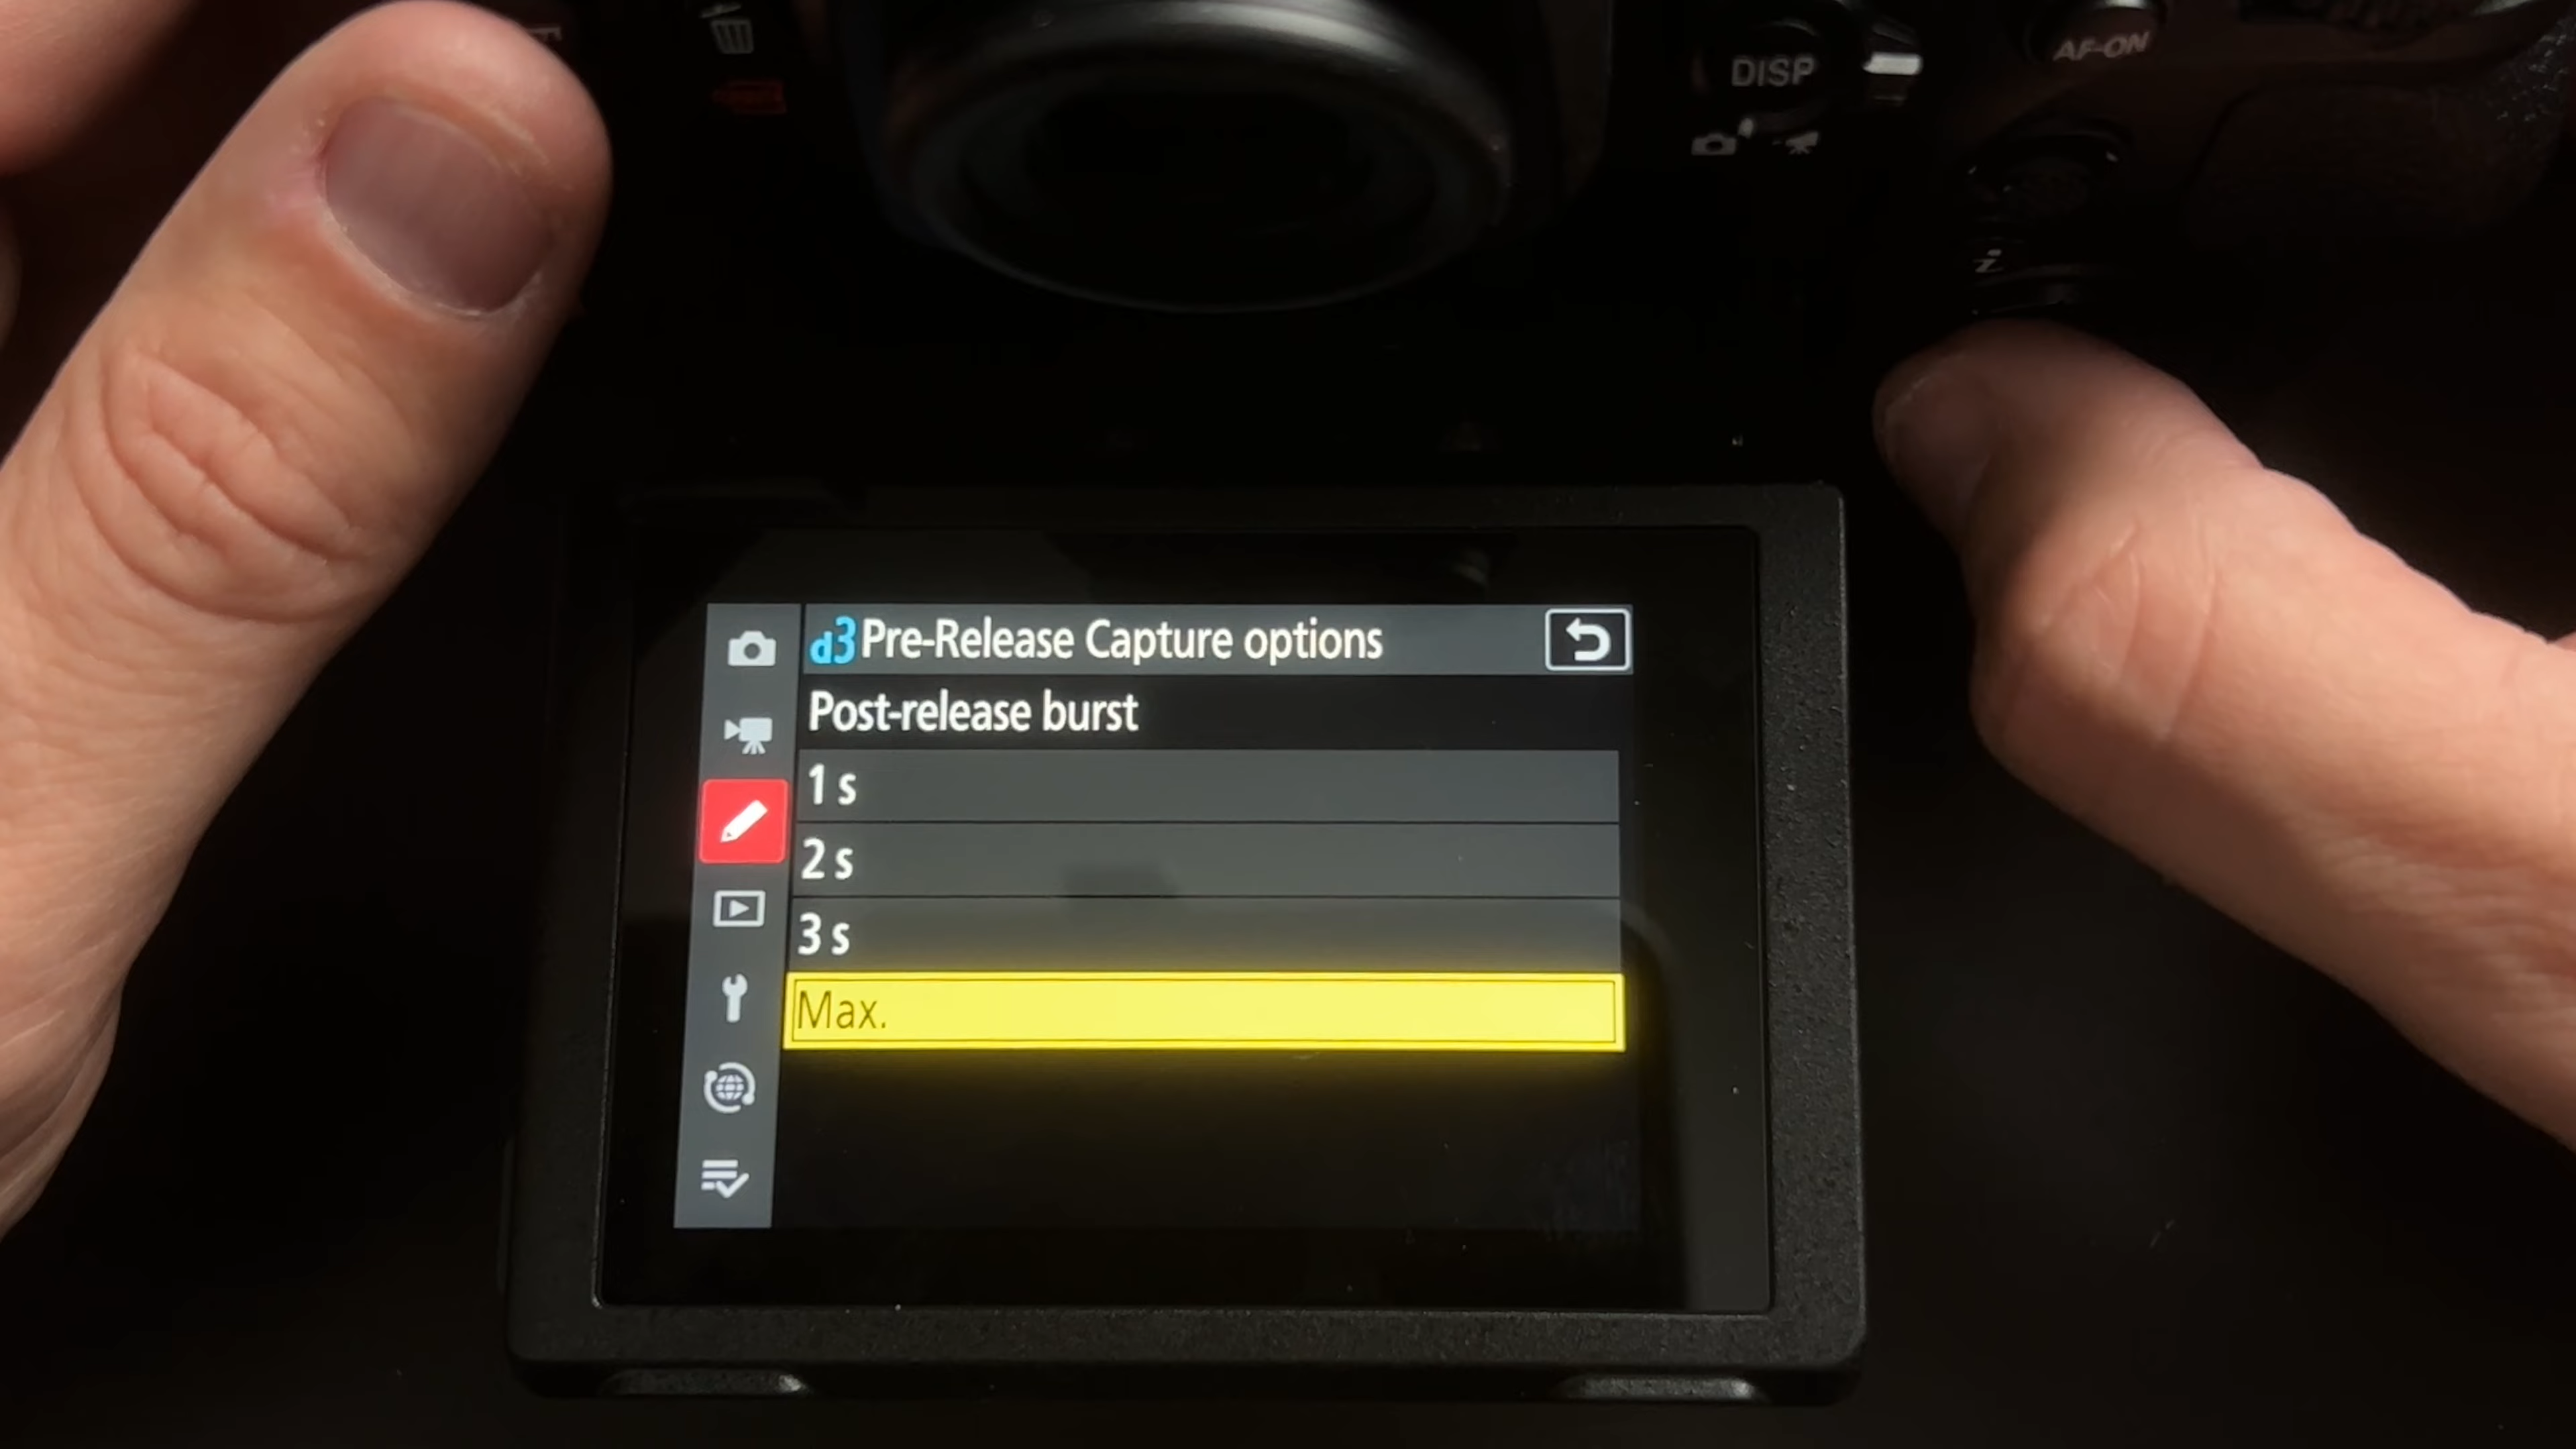 DISP
AF-ON
i
d3 Pre-Release Capture options
Post-release burst
1 s
2 s
3 s
Max.